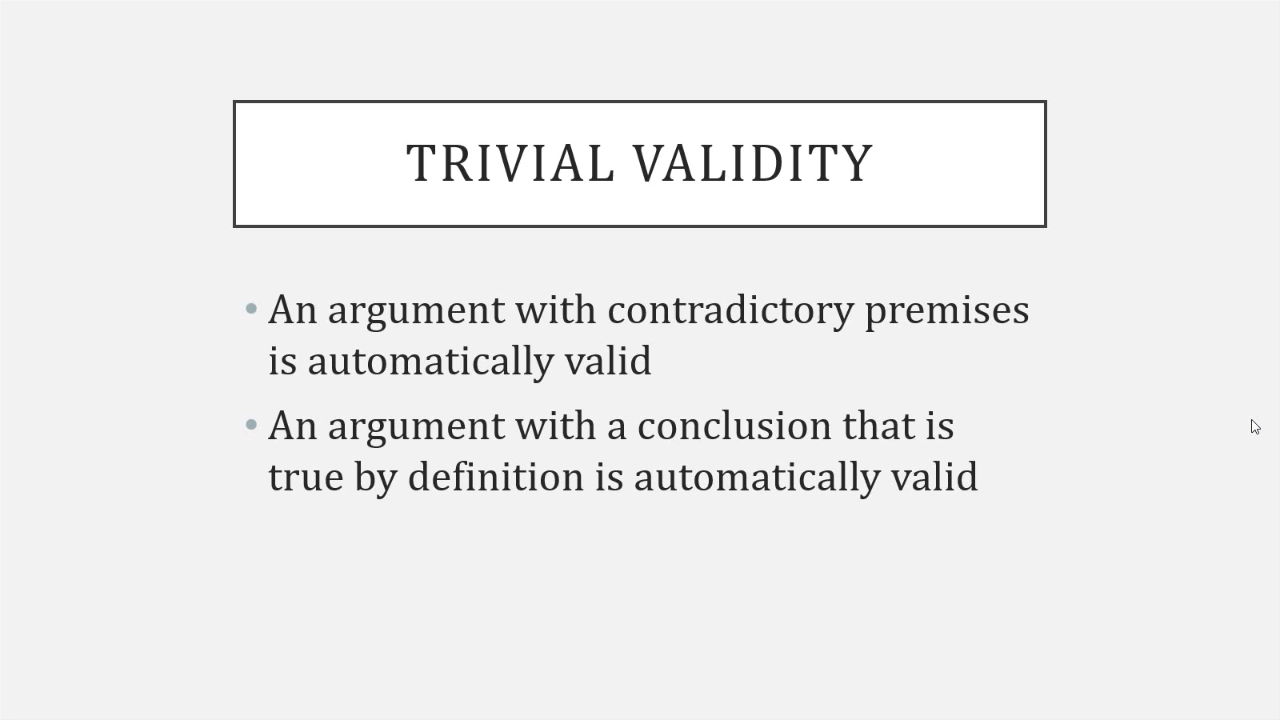 TRIVIAL VALIDITY
• An argument with contradictory premises
is automatically valid
• An argument with a conclusion that is
true by definition is automatically valid